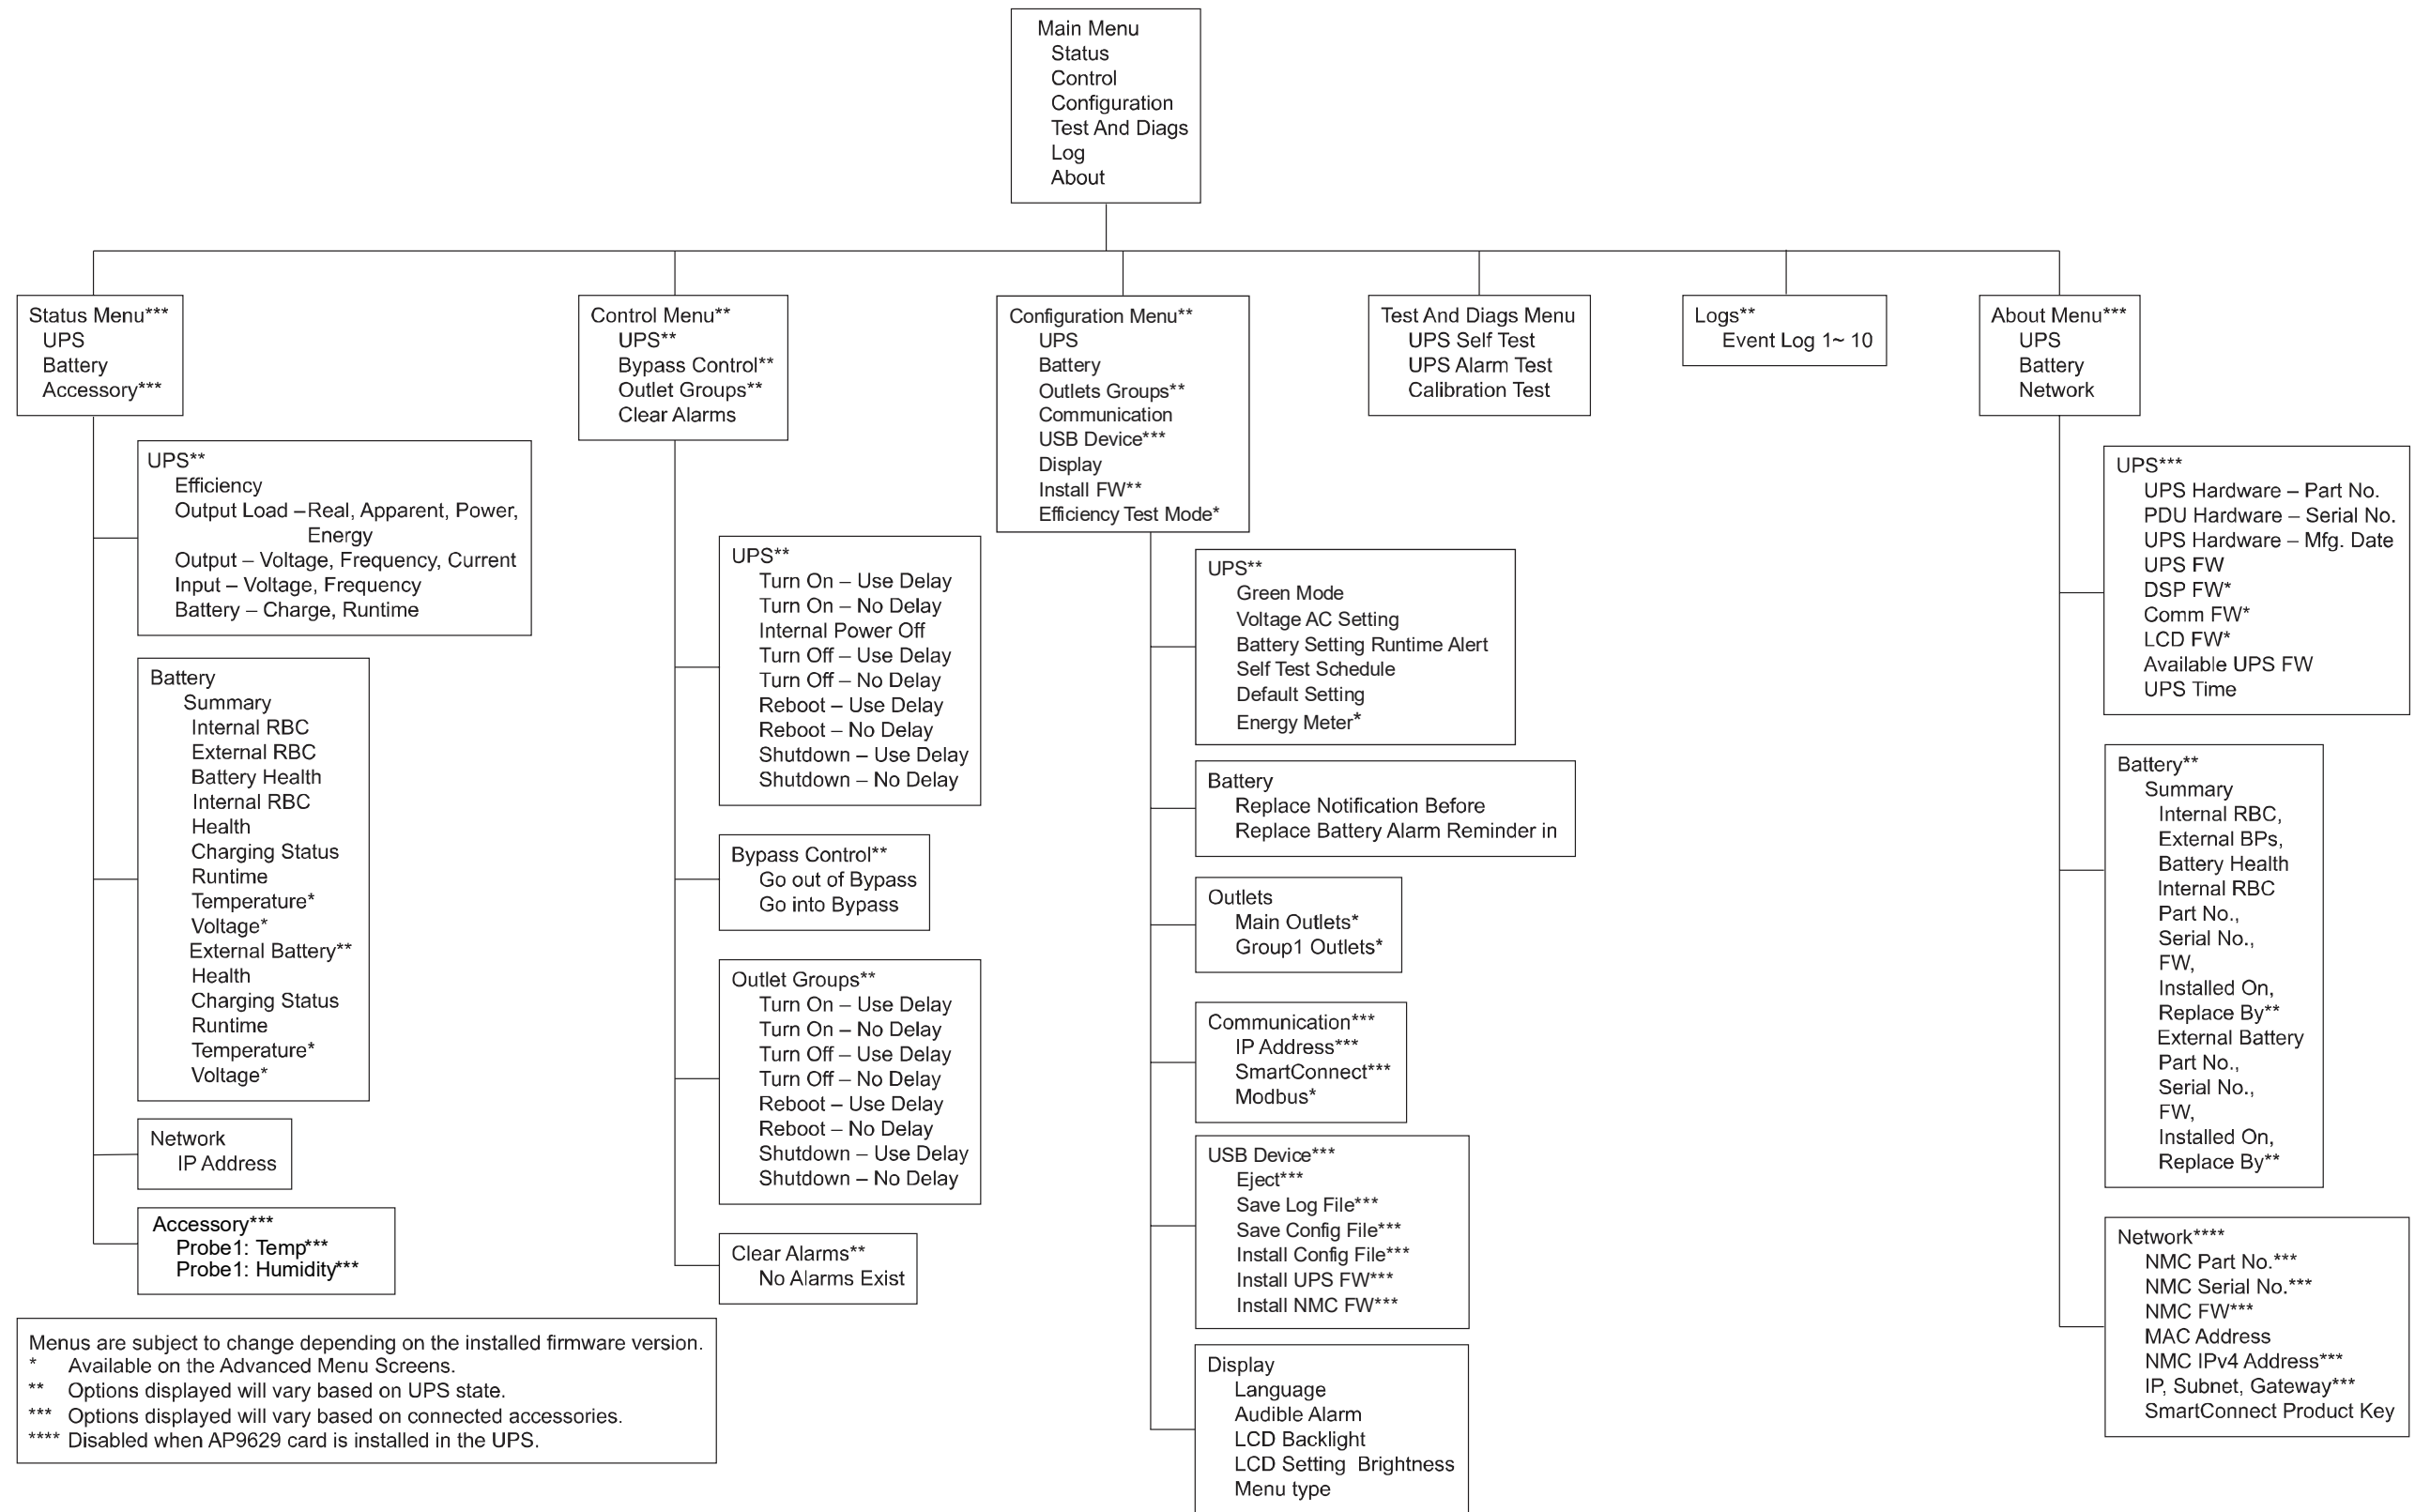 Main Menu
Status
Control
Configuration
Test And Diags
Log
About
Status Menu***
UPS
Battery
Accessory***
UPS**
Efficiency
Output Load –Real, Apparent, Power,
Energy
Output – Voltage, Frequency, Current
Input – Voltage, Frequency
Battery – Charge, Runtime
Battery
Summary
Internal RBC
External RBC
Battery Health
Internal RBC
Health
Charging Status
Runtime
Temperature*
Voltage*
External Battery**
Health
Charging Status
Runtime
Temperature*
Voltage*
Network
IP Address
Accessory***
Probe1: Temp***
Probe1: Humidity***
Control Menu**
UPS**
Bypass Control**
Outlet Groups**
Clear Alarms
UPS**
Turn On – Use Delay
Turn On – No Delay
Internal Power Off
Turn Off – Use Delay
Turn Off – No Delay
Reboot – Use Delay
Reboot – No Delay
Shutdown – Use Delay
Shutdown – No Delay
Bypass Control**
Go out of Bypass
Go into Bypass
Outlet Groups**
Turn On – Use Delay
Turn On – No Delay
Turn Off – Use Delay
Turn Off – No Delay
Reboot – Use Delay
Reboot – No Delay
Shutdown – Use Delay
Shutdown – No Delay
Clear Alarms**
No Alarms Exist
Configuration Menu**
UPS
Battery
Outlets Groups**
Communication
USB Device***
Display
Install FW**
Efficiency Test Mode*
UPS**
Green Mode
Voltage AC Setting
Battery Setting Runtime Alert
Self Test Schedule
Default Setting
Energy Meter*
Battery
Replace Notification Before
Replace Battery Alarm Reminder in
Outlets
Main Outlets*
Group1 Outlets*
Communication***
IP Address***
SmartConnect***
Modbus*
USB Device***
Eject***
Save Log File***
Save Config File***
Install Config File***
Install UPS FW***
Install NMC FW***
Display
Language
Audible Alarm
LCD Backlight
LCD Setting Brightness
Menu type
Test And Diags Menu
UPS Self Test
UPS Alarm Test
Calibration Test
Logs**
Event Log 1~ 10
About Menu***
UPS
Battery
Network
UPS***
UPS Hardware – Part No.
PDU Hardware – Serial No.
UPS Hardware – Mfg. Date
UPS FW
DSP FW*
Comm FW*
LCD FW*
Available UPS FW
UPS Time
Battery**
Summary
Internal RBC,
External BPs,
Battery Health
Internal RBC
Part No.,
Serial No.,
FW,
Installed On,
Replace By**
External Battery
Part No.,
Serial No.,
FW,
Installed On,
Replace By**
Network****
NMC Part No.***
NMC Serial No.***
NMC FW***
MAC Address
NMC IPv4 Address***
IP, Subnet, Gateway***
SmartConnect Product Key
Menus are subject to change depending on the installed firmware version.
* Available on the Advanced Menu Screens.
** Options displayed will vary based on UPS state.
*** Options displayed will vary based on connected accessories.
**** Disabled when AP9629 card is installed in the UPS.